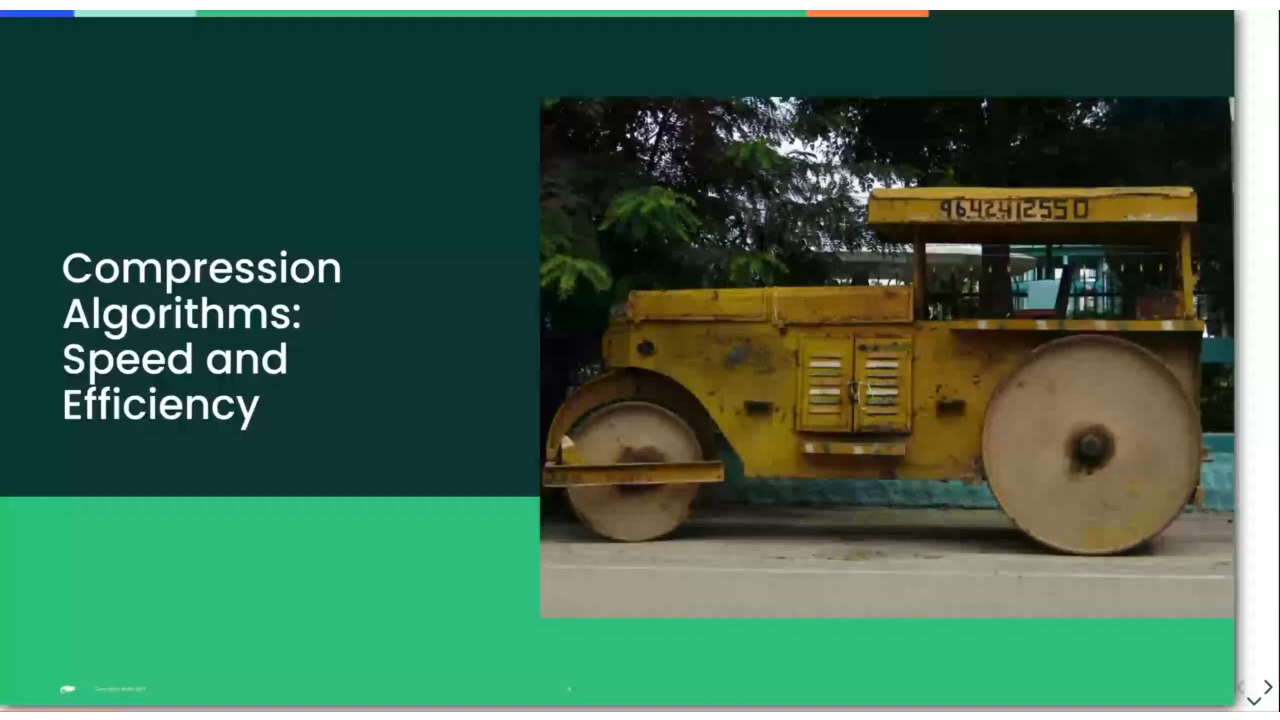 Compression
Algorithms:
Speed and
Efficiency
9642412550